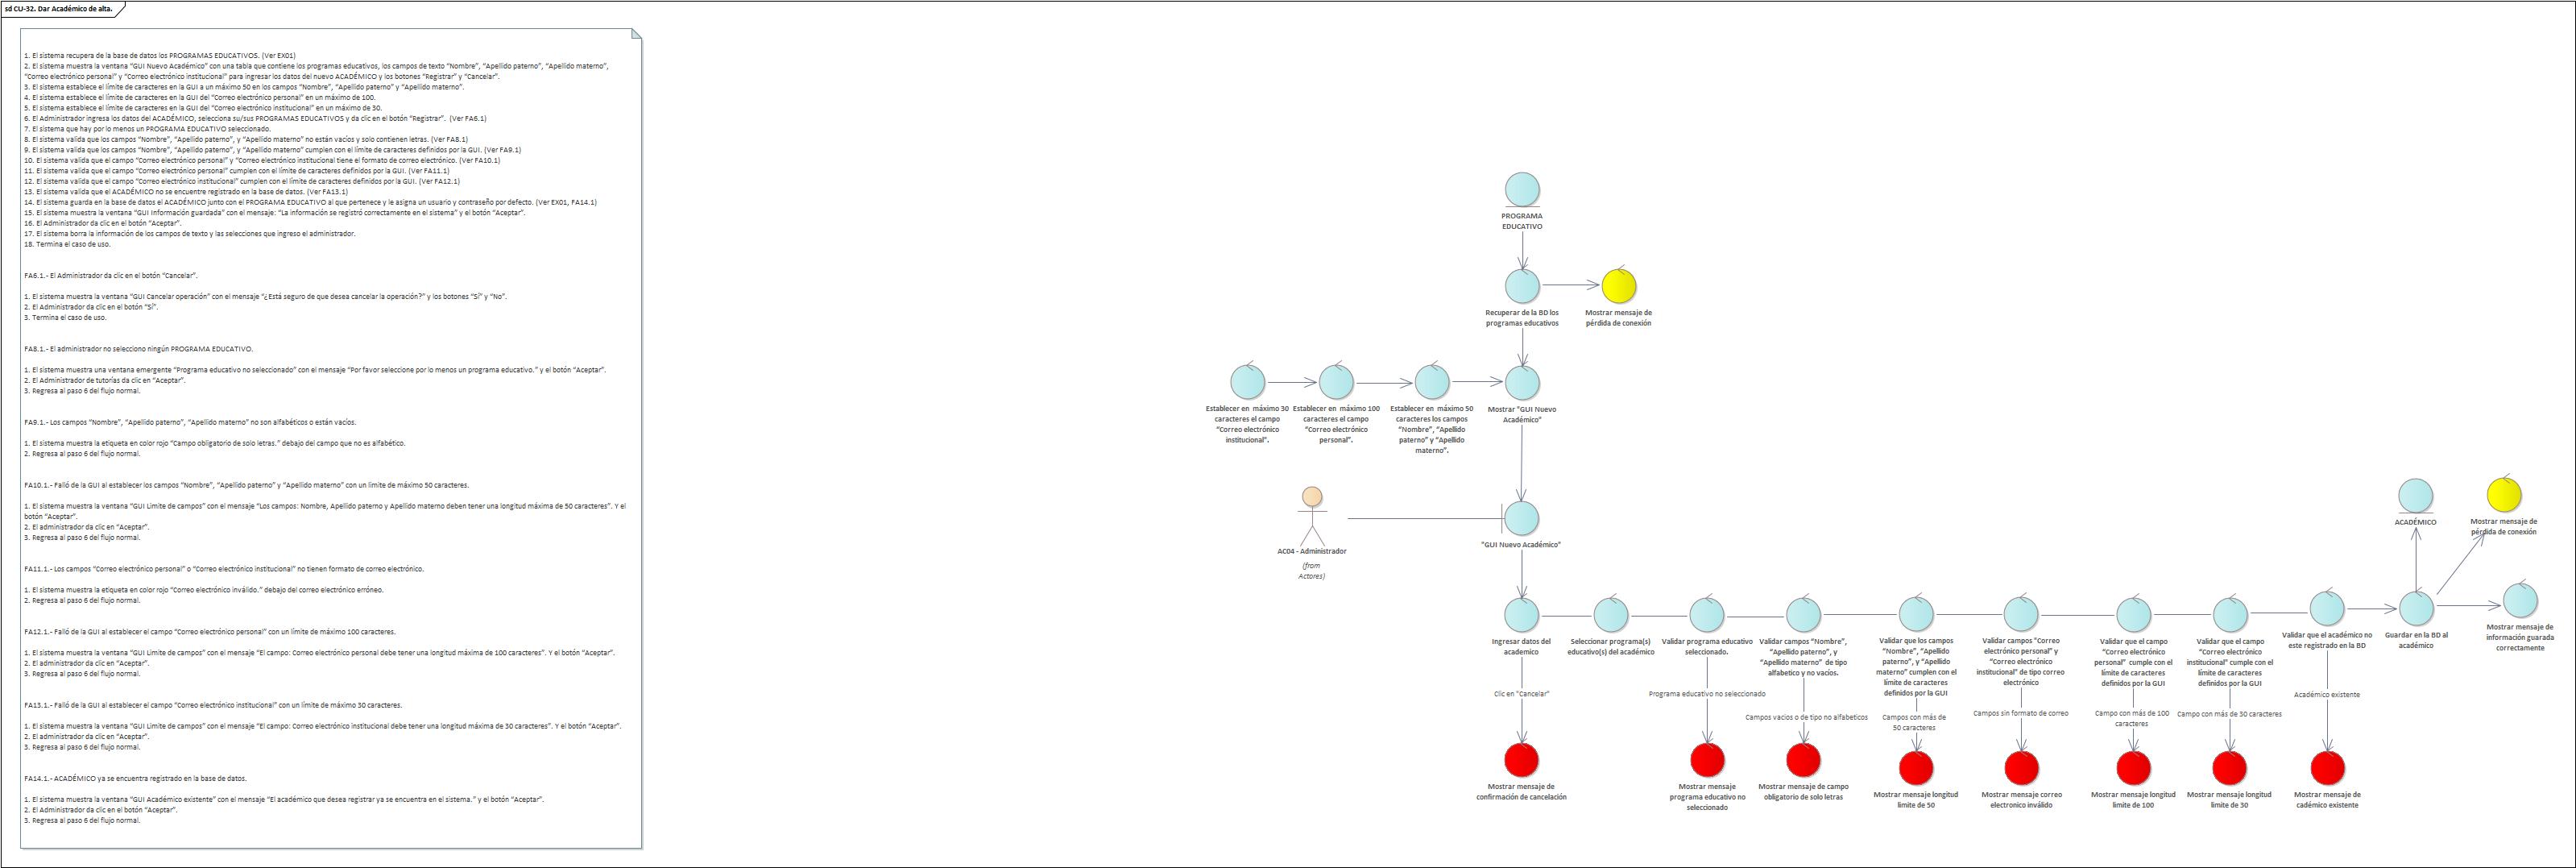 sd CU-32. Dar Académico de alta.
1. El sistema recupera de la base de datos los PROGRAMAS EDUCATIVOS. (Ver EX01)
2. El sistema muestra la ventana "GUI Nuevo Académico" con una tabla que contiene los programas educativos, los campos de texto "Nombre", "Apellido paterno", "Apellido materno",
"Correo electrónico personal" y "Correo electrónico institucional" para ingresar los datos del nuevo ACADÉMICO y los botones "Registrar" y "Cancelar".
3. El sistema establece el límite de caracteres en la GUI a un máximo 50 en los campos "Nombre", "Apellido paterno" y "Apellido materno".
4. El sistema establece el límite de caracteres en la GUI del "Correo electrónico personal" en un máximo de 100.
5. El sistema establece el límite de caracteres en la GUI del "Correo electrónico institucional" en un máximo de 30.
6. El Administrador ingresa los datos del ACADÉMICO, selecciona su/sus PROGRAMAS EDUCATIVOS y da clic en el botón "Registrar". (Ver FA6.1)
7. El sistema que hay por lo menos un PROGRAMA EDUCATIVO seleccionado.
8. El sistema valida que los campos "Nombre", "Apellido paterno", y "Apellido materno" no están vacíos y solo contienen letras. (Ver FA8.1)
9. El sistema valida que los campos "Nombre", "Apellido paterno", y "Apellido materno" cumplen con el límite de caracteres definidos por la GUI. (Ver FA9.1)
10. El sistema valida que el campo "Correo electrónico personal" y "Correo electrónico institucional tiene el formato de correo electrónico. (Ver FA10.1)
11. El sistema valida que el campo "Correo electrónico personal" cumplen con el límite de caracteres definidos por la GUI. (Ver FA11.1)
12. El sistema valida que el campo "Correo electrónico institucional" cumplen con el límite de caracteres definidos por la GUI. (Ver FA12.1)
13. El sistema valida que el ACADÉMICO no se encuentre registrado en la base de datos. (Ver FA13.1)
14. El sistema guarda en la base de datos el ACADÉMICO junto con el PROGRAMA EDUCATIVO al que pertenece y le asigna un usuario y contraseño por defecto. (Ver EX01, FA14.1)
15. El sistema muestra la ventana "GUI Información guardada" con el mensaje: "La información se registró correctamente en el sistema" y el botón "Aceptar".
16. El Administrador da clic en el botón "Aceptar".
17. El sistema borra la información de los campos de texto y las selecciones que ingreso el administrador.
18. Termina el caso de uso.
FA6.1.- El Administrador da clic en el botón "Cancelar".
1. El sistema muestra la ventana "GUI Cancelar operación" con el mensaje "¿Está seguro de que desea cancelar la operación?" y los botones "Sí" y "No".
2. El Administrador da clic en el botón "Sí".
3. Termina el caso de uso.
FA8.1.- El administrador no selecciono ningún PROGRAMA EDUCATIVO.
1. El sistema muestra una ventana emergente "Programa educativo no seleccionado" con el mensaje "Por favor seleccione por lo menos un programa educativo." y el botón "Aceptar".
2. El Administrador de tutorías da clic en "Aceptar".
3. Regresa al paso 6 del flujo normal.
FA9.1.- Los campos "Nombre", "Apellido paterno", "Apellido materno" no son alfabéticos o están vacíos.
1. El sistema muestra la etiqueta en color rojo "Campo obligatorio de solo letras." debajo del campo que no es alfabético.
2. Regresa al paso 6 del flujo normal.
FA10.1.- Falló de la GUI al establecer los campos "Nombre", "Apellido paterno" y "Apellido materno" con un límite de máximo 50 caracteres.
1. El sistema muestra la ventana "GUI Límite de campos" con el mensaje "Los campos: Nombre, Apellido paterno y Apellido materno deben tener una longitud máxima de 50 caracteres". Y el
botón "Aceptar".
2. El administrador da clic en "Aceptar".
3. Regresa al paso 6 del flujo normal.
FA11.1.- Los campos "Correo electrónico personal" o "Correo electrónico institucional" no tienen formato de correo electrónico.
1. El sistema muestra la etiqueta en color rojo "Correo electrónico inválido." debajo del correo electrónico erróneo.
2. Regresa al paso 6 del flujo normal.
FA12.1.- Falló de la GUI al establecer el campo "Correo electrónico personal" con un límite de máximo 100 caracteres.
1. El sistema muestra la ventana "GUI Límite de campos" con el mensaje "El campo: Correo electrónico personal debe tener una longitud máxima de 100 caracteres". Y el botón "Aceptar".
2. El administrador da clic en "Aceptar".
3. Regresa al paso 6 del flujo normal.
FA13.1.- Falló de la GUI al establecer el campo "Correo electrónico institucional" con un límite de máximo 30 caracteres.
1. El sistema muestra la ventana "GUI Límite de campos" con el mensaje "El campo: Correo electrónico institucional debe tener una longitud máxima de 30 caracteres". Y el botón "Aceptar".
2. El administrador da clic en "Aceptar".
3. Regresa al paso 6 del flujo normal.
FA14.1.- ACADÉMICO ya se encuentra registrado en la base de datos.
1. El sistema muestra la ventana "GUI Académico existente" con el mensaje "El académico que desea registrar ya se encuentra en el sistema." y el botón "Aceptar".
2. El Administrador da clic en el botón "Aceptar".
3. Regresa al paso 6 del flujo normal.
PROGRAMA
EDUCATIVO
Recuperar de la BD los
programas educativos
Mostrar mensaje de
pérdida de conexión
Establecer en máximo 30
caracteres el campo
"Correo electrónico
institucional".
Establecer en máximo 100
caracteres el campo
"Correo electrónico
personal".
Establecer en máximo 50
caracteres los campos
"Nombre", "Apellido
paterno" y "Apellido
materno".
Mostrar "GUI Nuevo
Académico"
AC04 - Administrador
(from
Actores)
"GUI Nuevo Académico"
ACADÉMICO
Mostrar mensaje de
pérdida de conexión
Ingresar datos del
academico
Seleccionar programa(s)
educativo(s) del académico
Validar programa educativo
seleccionado.
Validar campos "Nombre",
"Apellido paterno", y
"Apellido materno" de tipo
alfabetico y no vacíos.
Validar que los campos
"Nombre", "Apellido
paterno", y "Apellido
materno" cumplen con el
límite de caracteres
definidos por la GUI
Validar campos "Correo
electrónico personal" y
"Correo electrónico
institucional" de tipo correo
electrónico
Validar que el campo
"Correo electrónico
personal" cumple con el
límite de caracteres
definidos por la GUI
Validar que el campo
"Correo electrónico
institucional" cumple con el
límite de caracteres
definidos por la GUI
Validar que el académico no
este registrado en la BD
Guardar en la BD al
académico
Mostrar mensaje de
información guarada
correctamente
Clic en "Cancelar"
Programa educativo no seleccionado
Campos vacios o de tipo no alfabeticos
Campos con más de
50 caracteres
Campos sin formato de correo
Campo con más de 100
caracteres
Campo con más de 30 caracteres
Académico existente
Mostrar mensaje de
confirmación de cancelación
Mostrar mensaje
programa educativo no
seleccionado
Mostrar mensaje de campo
obligatorio de solo letras
Mostrar mensaje longitud
limite de 50
Mostrar mensaje correo
electronico inválido
Mostrar mensaje longitud
limite de 100
Mostrar mensaje longitud
limite de 30
Mostrar mensaje de
cadémico existente